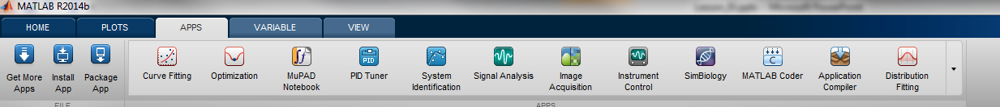 MATLAB R2014b
HOME PLOTS APPS VARIABLE VIEW
Get More Apps
Install App
Package App
Curve Fitting
Optimization
MuPAD Notebook
PID
PID Tuner
System Identification
Signal Analysis
Image Acquisition
Instrument Control
SimBiology
C
MATLAB Coder
Application Compiler
Distribution Fitting
FILE
APPS